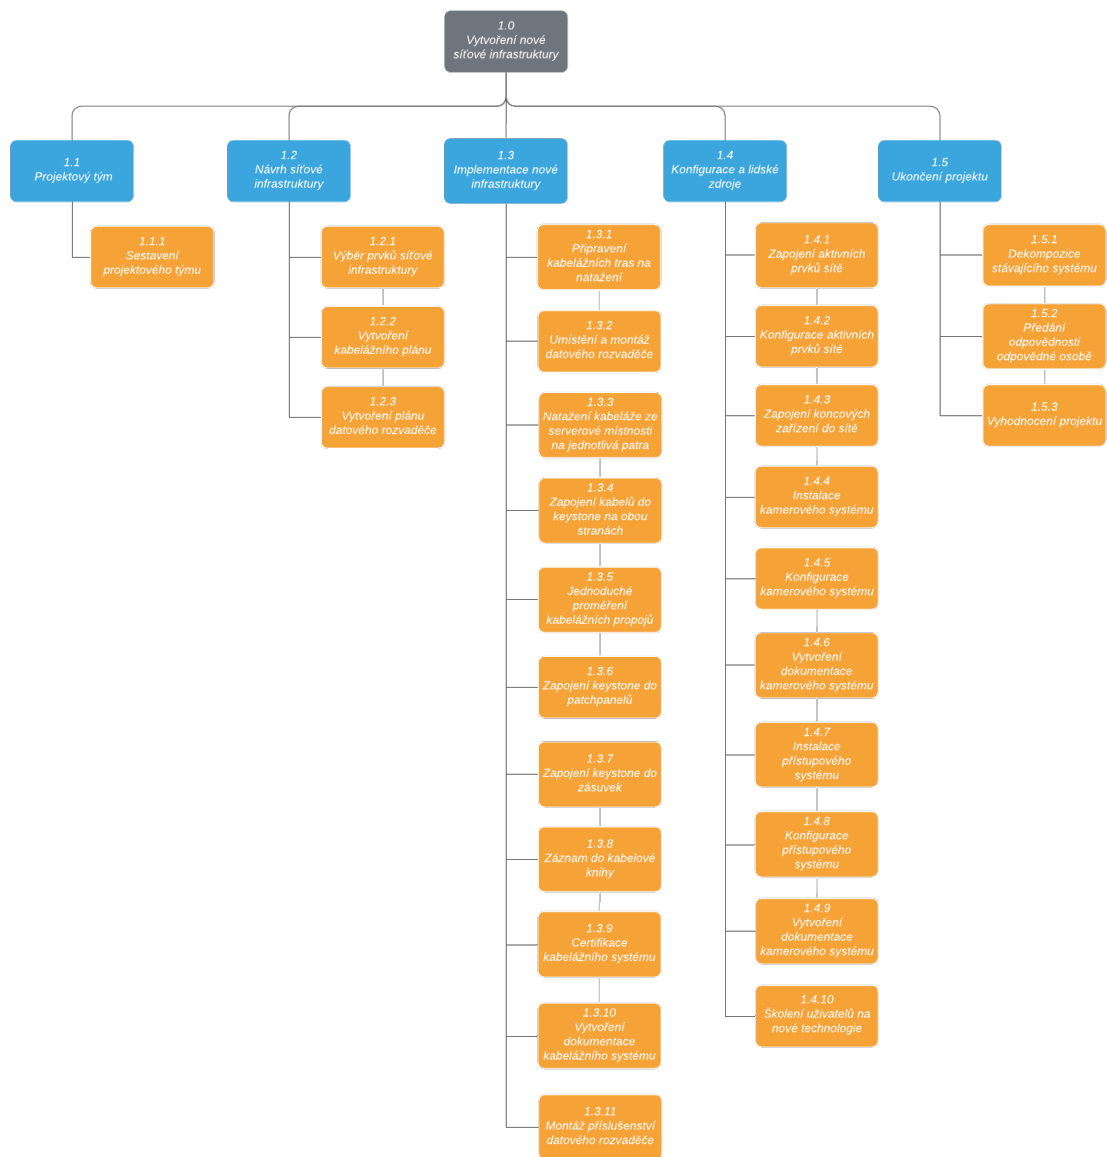 1.0
Vytvoření nové
síťové infrastruktury
1.1
Projektový tým
1.2
Návrh síťové
infrastruktury
1.3
Implementace nové
infrastruktury
1.4
Konfigurace a lidské
zdroje
1.5
Ukončení projektu
1.1.1
Sestavení
projektového týmu
1.2.1
Výběr prvků síťové
infrastruktury
1.2.2
Vytvoření
kabelážního plánu
1.2.3
Vytvoření plánu
datového rozvaděče
1.3.1
Připravení
kabelážních tras na
natažení
1.3.2
Umístění a montáž
datového rozvaděče
1.3.3
Natažení kabeláže ze
serverové místnosti
na jednotlivá patra
1.3.4
Zapojení kabelů do
keystone na obou
stranách
1.3.5
Jednoduché
proměření
kabelážních propojů
1.3.6
Zapojení keystone do
patchpanelů
1.3.7
Zapojení keystone do
zásuvek
1.3.8
Záznam do kabelové
knihy
1.3.9
Certifikace
kabelážního systému
1.3.10
Vytvoření
dokumentace
kabelážního systému
1.3.11
Montáž příslušenství
datového rozvaděče
1.4.1
Zapojení aktivních
prvků sítě
1.4.2
Konfigurace aktivních
prvků sítě
1.4.3
Zapojení koncových
zařízení do sítě
1.4.4
Instalace
kamerového systému
1.4.5
Konfigurace
kamerového systému
1.4.6
Vytvoření
dokumentace
kamerového systému
1.4.7
Instalace
přístupového
systému
1.4.8
Konfigurace
přístupového
systému
1.4.9
Vytvoření
dokumentace
kamerového systému
1.4.10
Školení uživatelů na
nové technologie
1.5.1
Dekompozice
stávajícího systému
1.5.2
Předání
odpovědnosti
odpovědné osobě
1.5.3
Vyhodnocení projektu